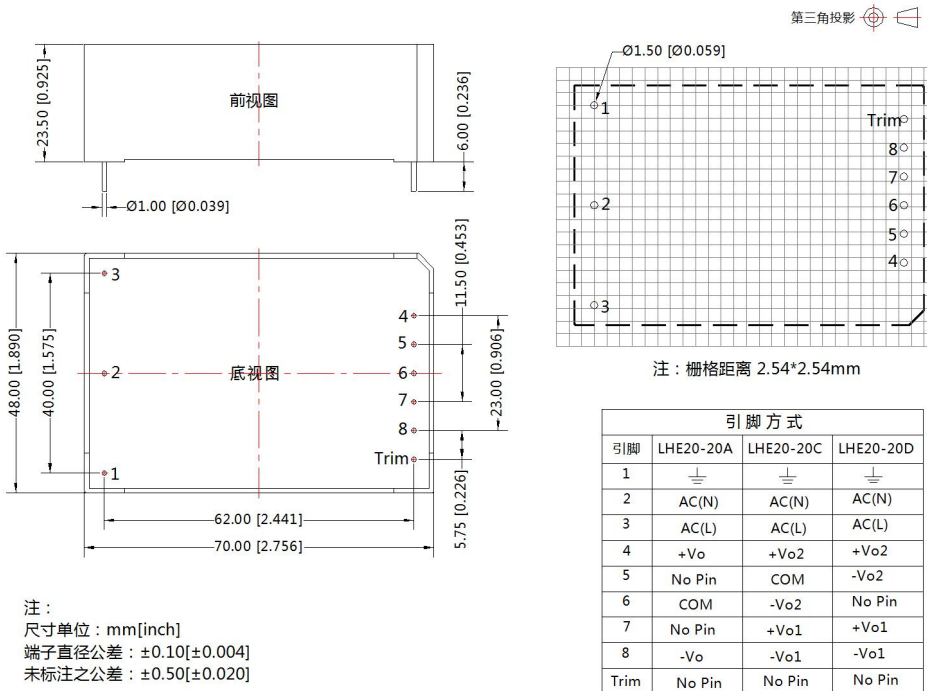 第三角投影
前视图
23.50 [0.925]
6.00 [0.236]
Ø1.00 [Ø0.039]
Ø1.50 [Ø0.059]
1
2
3
Trim
8
7
6
5
4
注：栅格距离 2.54*2.54mm
底视图
3
2
1
4
5
6
7
8
Trim
48.00 [1.890]
40.00 [1.575]
11.50 [0.453]
23.00 [0.906]
5.75 [0.226]
62.00 [2.441]
70.00 [2.756]
注：
尺寸单位：mm[inch]
端子直径公差：±0.10[±0.004]
未标注之公差：±0.50[±0.020]
引脚方式
引脚 LHE20-20A LHE20-20C LHE20-20D
1
2 AC(N) AC(N) AC(N)
3 AC(L) AC(L) AC(L)
4 +Vo +Vo2 +Vo2
5 No Pin COM -Vo2
6 COM -Vo2 No Pin
7 No Pin +Vo1 +Vo1
8 -Vo -Vo1 -Vo1
Trim No Pin No Pin No Pin